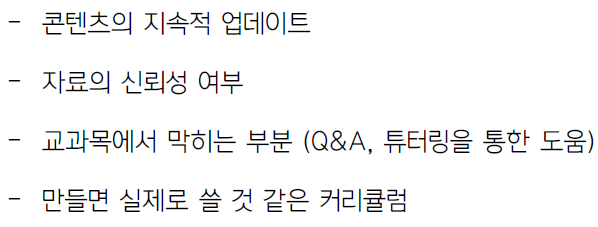 - 콘텐츠의 지속적 업데이트
- 자료의 신뢰성 여부
- 교과목에서 막히는 부분 (Q&A, 튜터링을 통한 도움)
- 만들면 실제로 쓸 것 같은 커리큘럼